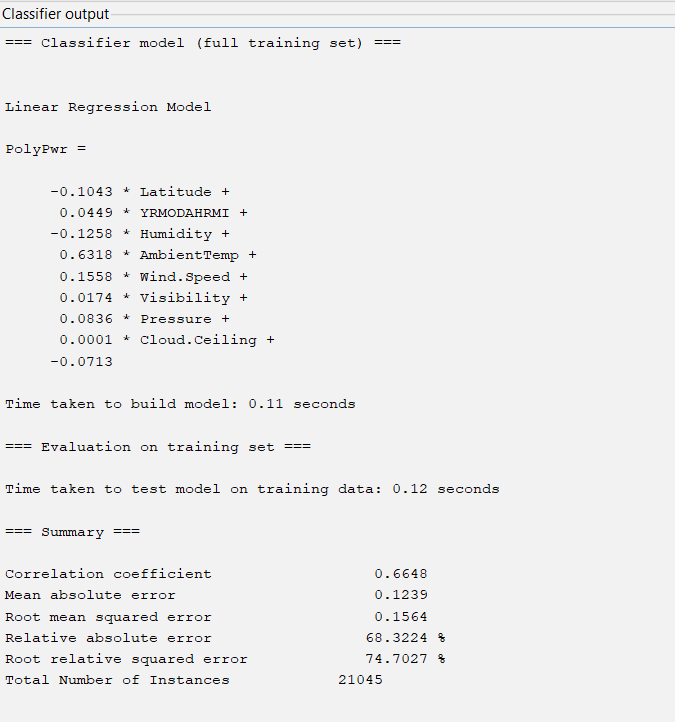 Classifier output
=== Classifier model (full training set) ===
Linear Regression Model
PolyPwr =
-0.1043 * Latitude +
0.0449 * YRMODAHRMI +
-0.1258 * Humidity +
0.6318 * AmbientTemp +
0.1558 * Wind.Speed +
0.0174 * Visibility +
0.0836 * Pressure +
0.0001 * Cloud.Ceiling +
-0.0713
Time taken to build model: 0.11 seconds
=== Evaluation on training set ===
Time taken to test model on training data: 0.12 seconds
=== Summary ===
Correlation coefficient 0.6648
Mean absolute error 0.1239
Root mean squared error 0.1564
Relative absolute error 68.3224 %
Root relative squared error 74.7027 %
Total Number of Instances 21045